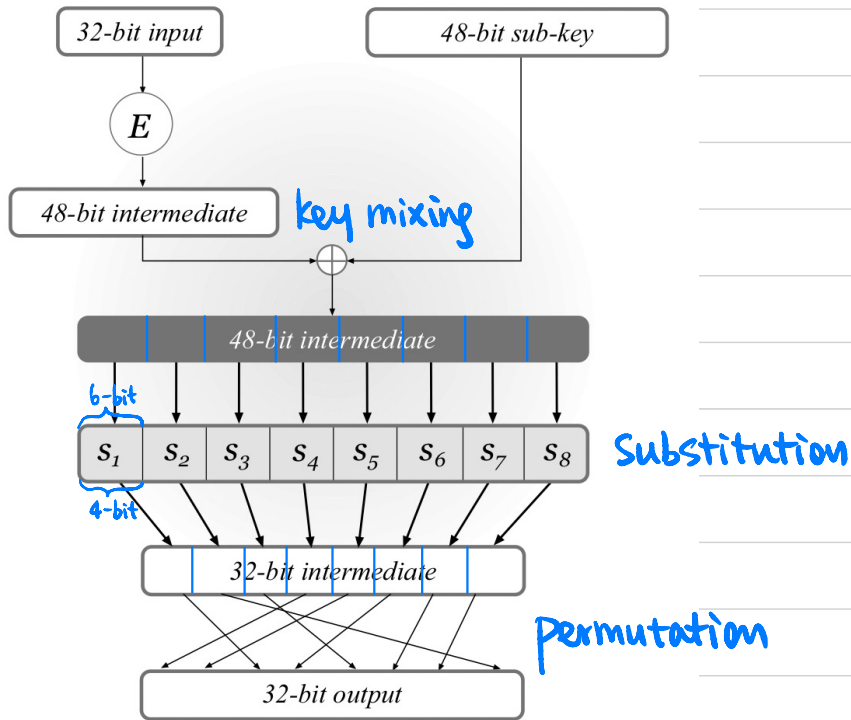 32-bit input
48-bit sub-key
E
48-bit intermediate
key mixing
48-bit intermediate
6-bit
S1 S2 S3 S4 S5 S6 S7 S8
Substitution
4-bit
32-bit intermediate
permutation
32-bit output